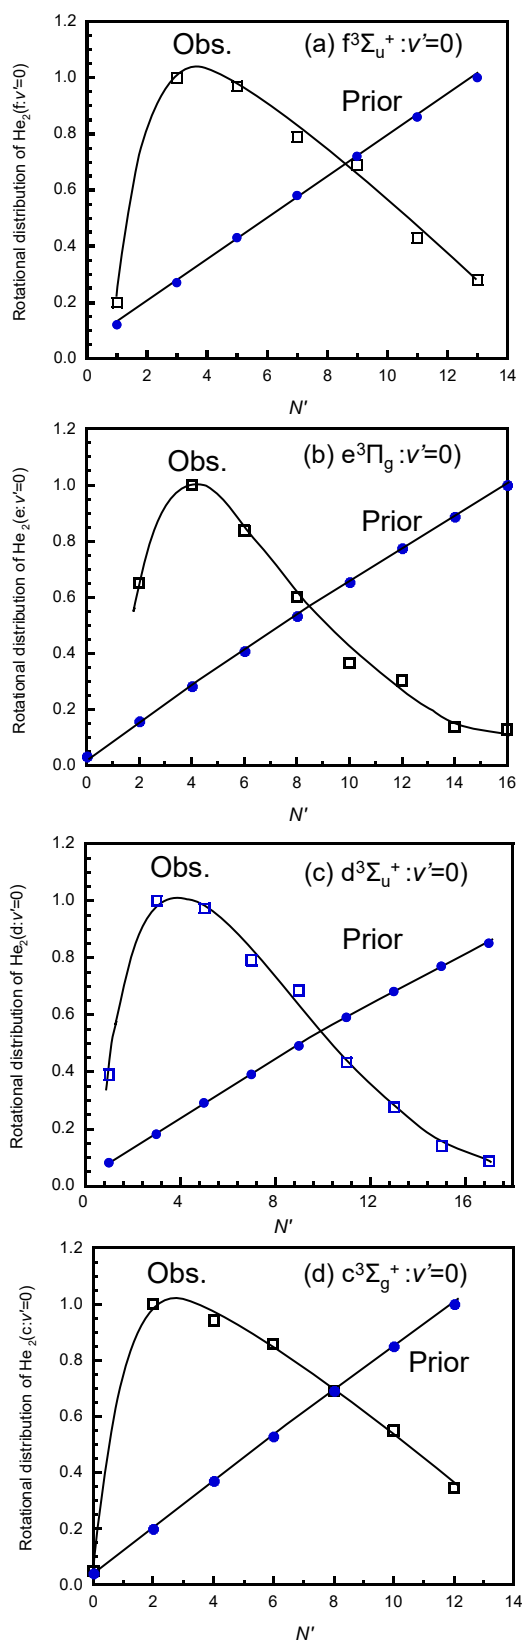 Obs.
(a) f³Σᵤ⁺ :v'=0)
Prior
Rotational distribution of He₂(f:v'=0)
1.2
1.0
0.8
0.6
0.4
0.2
0.0
0 2 4 6 8 10 12 14
N'
Obs.
(b) e³Π_g :v'=0)
Prior
Rotational distribution of He₂(e:v'=0)
1.2
1.0
0.8
0.6
0.4
0.2
0.0
0 2 4 6 8 10 12 14 16
N'
Obs.
(c) d³Σᵤ⁺ :v'=0)
Prior
Rotational distribution of He₂(d:v'=0)
1.2
1.0
0.8
0.6
0.4
0.2
0.0
0 4 8 12 16
N'
Obs.
(d) c³Σ_g⁺ :v'=0)
Prior
Rotational distribution of He₂(c:v'=0)
1.2
1.0
0.8
0.6
0.4
0.2
0.0
0 2 4 6 8 10 12 14
N'